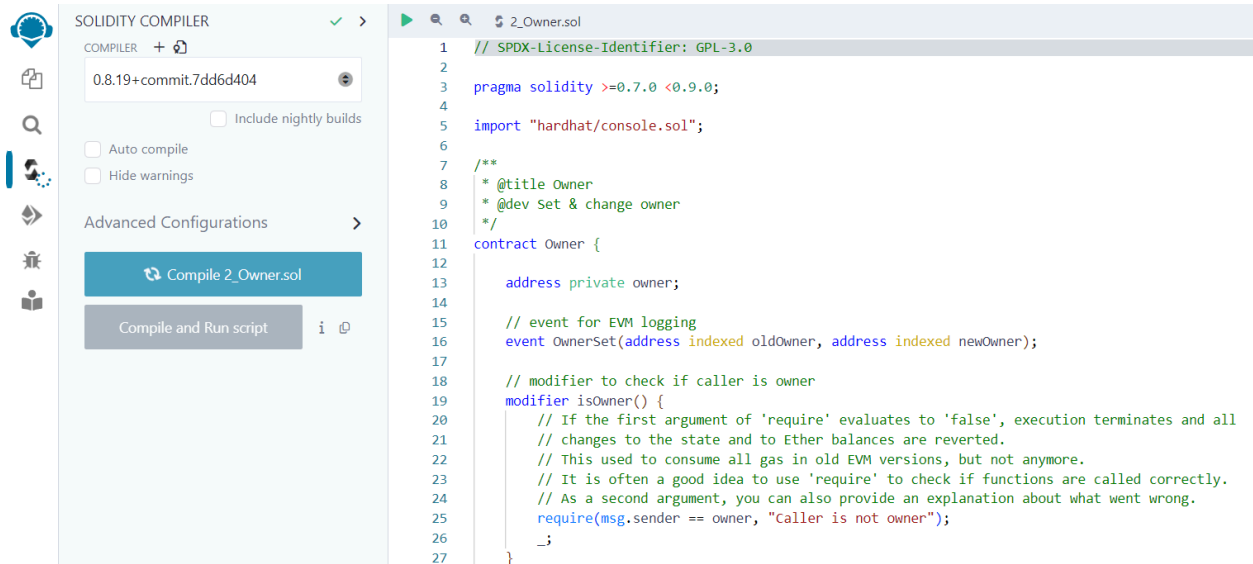 SOLIDITY COMPILER
COMPILER
0.8.19+commit.7dd6d404
Include nightly builds
Auto compile
Hide warnings
Advanced Configurations
Compile 2_Owner.sol
Compile and Run script
i
2_Owner.sol
1 // SPDX-License-Identifier: GPL-3.0
2
3 pragma solidity >=0.7.0 <0.9.0;
4
5 import "hardhat/console.sol";
6
7 /**
8 * @title Owner
9 * @dev Set & change owner
10 */
11 contract Owner {
12
13 address private owner;
14
15 // event for EVM logging
16 event OwnerSet(address indexed oldOwner, address indexed newOwner);
17
18 // modifier to check if caller is owner
19 modifier isOwner() {
20 // If the first argument of 'require' evaluates to 'false', execution terminates and all
21 // changes to the state and to Ether balances are reverted.
22 // This used to consume all gas in old EVM versions, but not anymore.
23 // It is often a good idea to use 'require' to check if functions are called correctly.
24 // As a second argument, you can also provide an explanation about what went wrong.
25 require(msg.sender == owner, "Caller is not owner");
26 _;
27 }